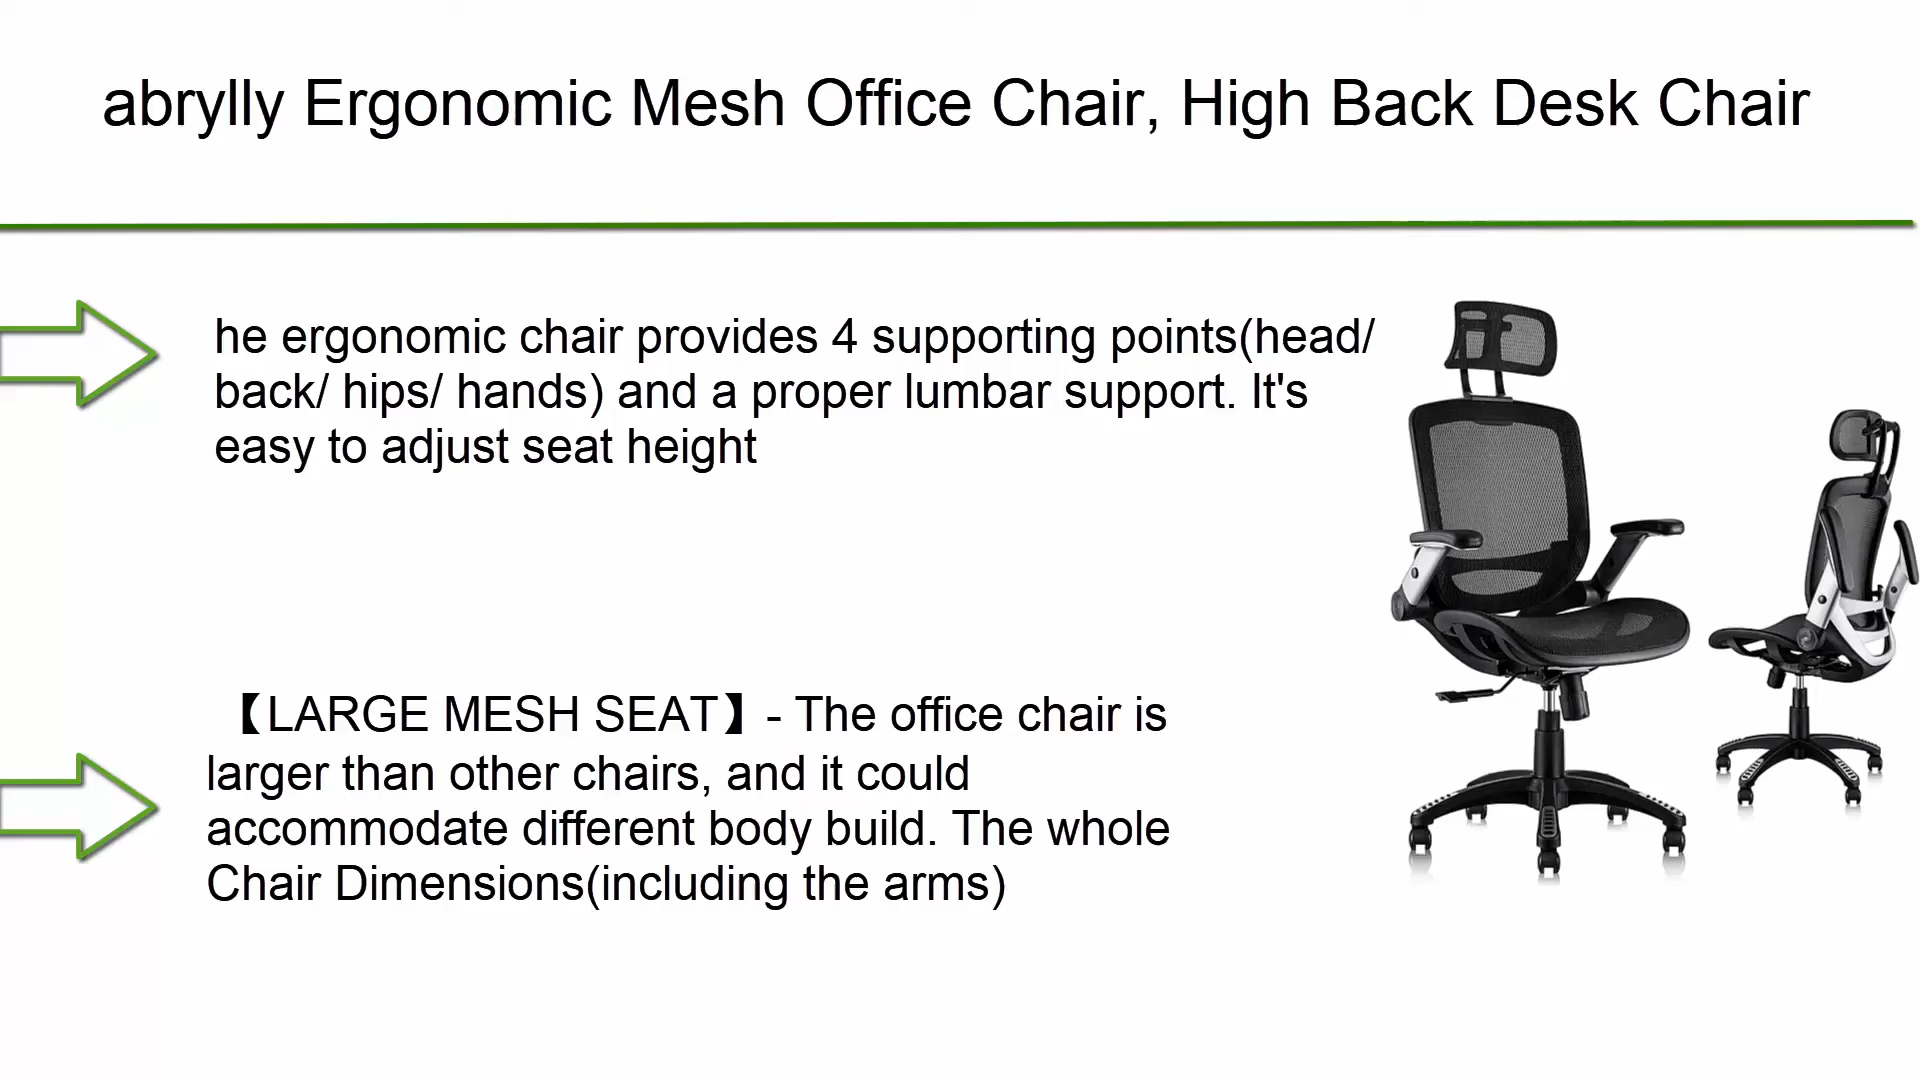 abrylly Ergonomic Mesh Office Chair, High Back Desk Chair
he ergonomic chair provides 4 supporting points(head/
back/ hips/ hands) and a proper lumbar support. It's
easy to adjust seat height
【LARGE MESH SEAT】- The office chair is
larger than other chairs, and it could
accommodate different body build. The whole
Chair Dimensions(including the arms)